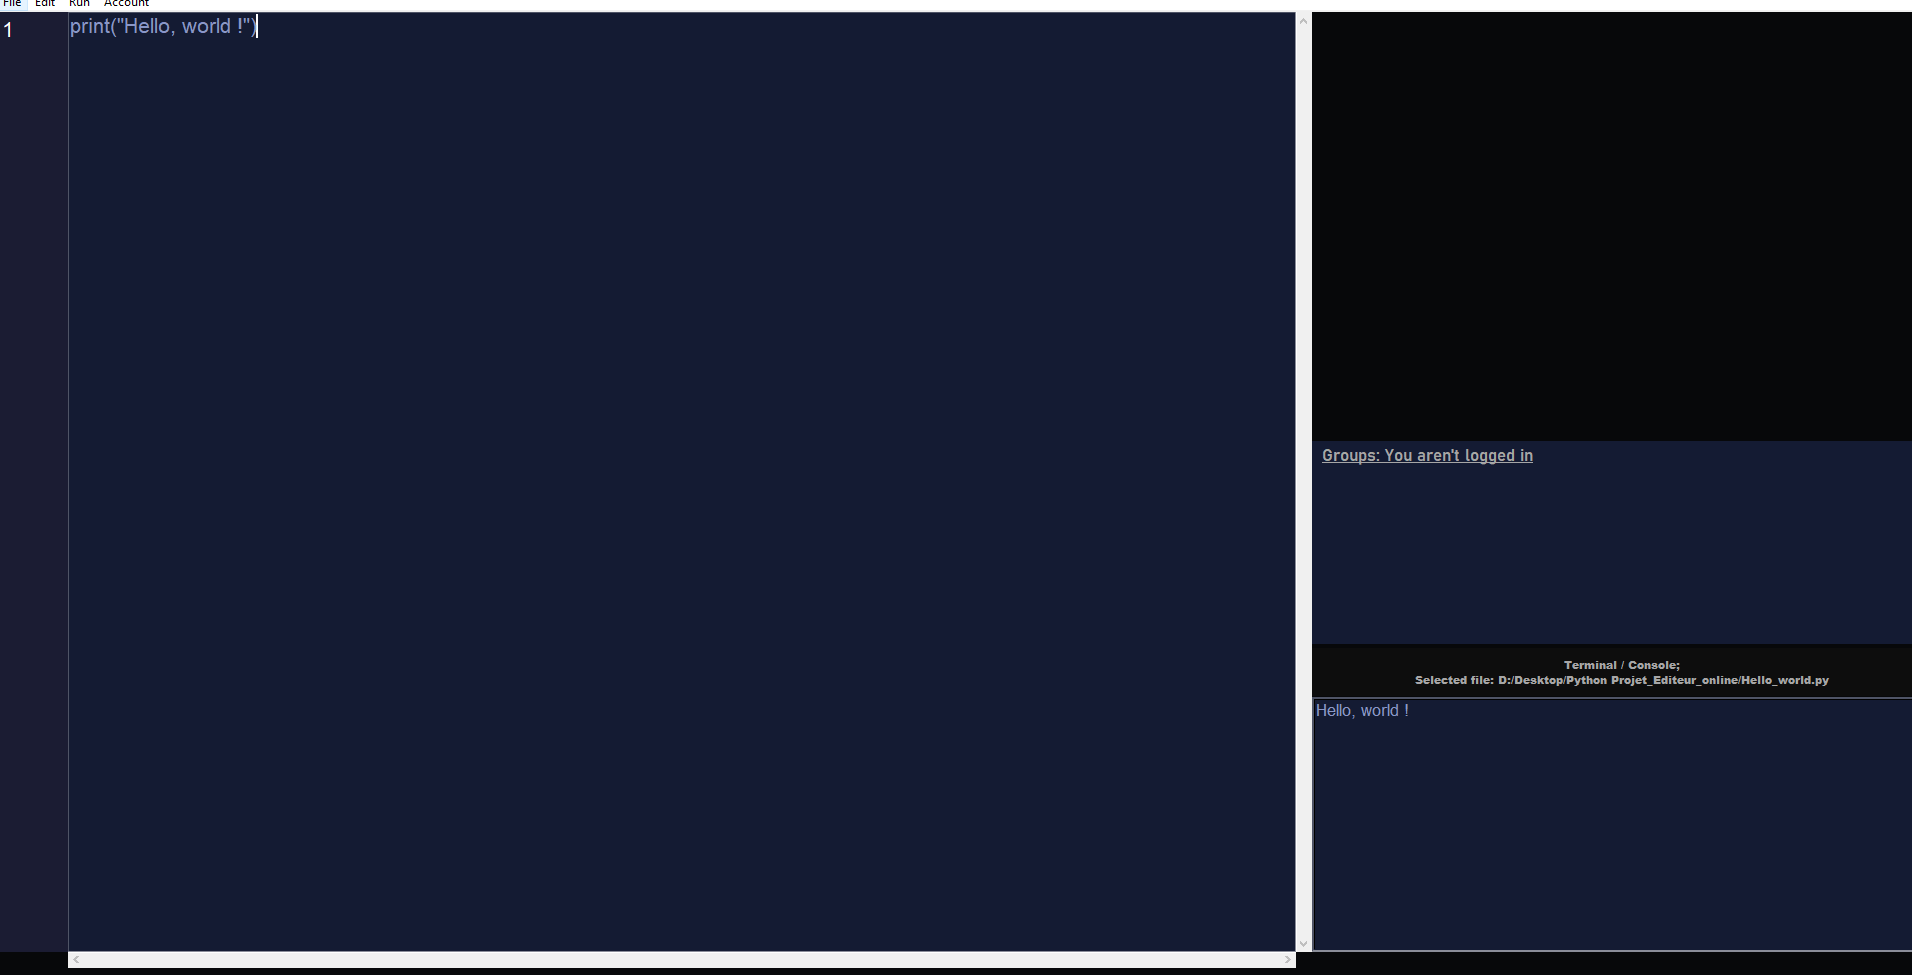 File Edit Run Account
1
print("Hello, world !")
Groups: You aren't logged in
Terminal / Console;
Selected file: D:/Desktop/Python Projet_Editeur_online/Hello_world.py
Hello, world !